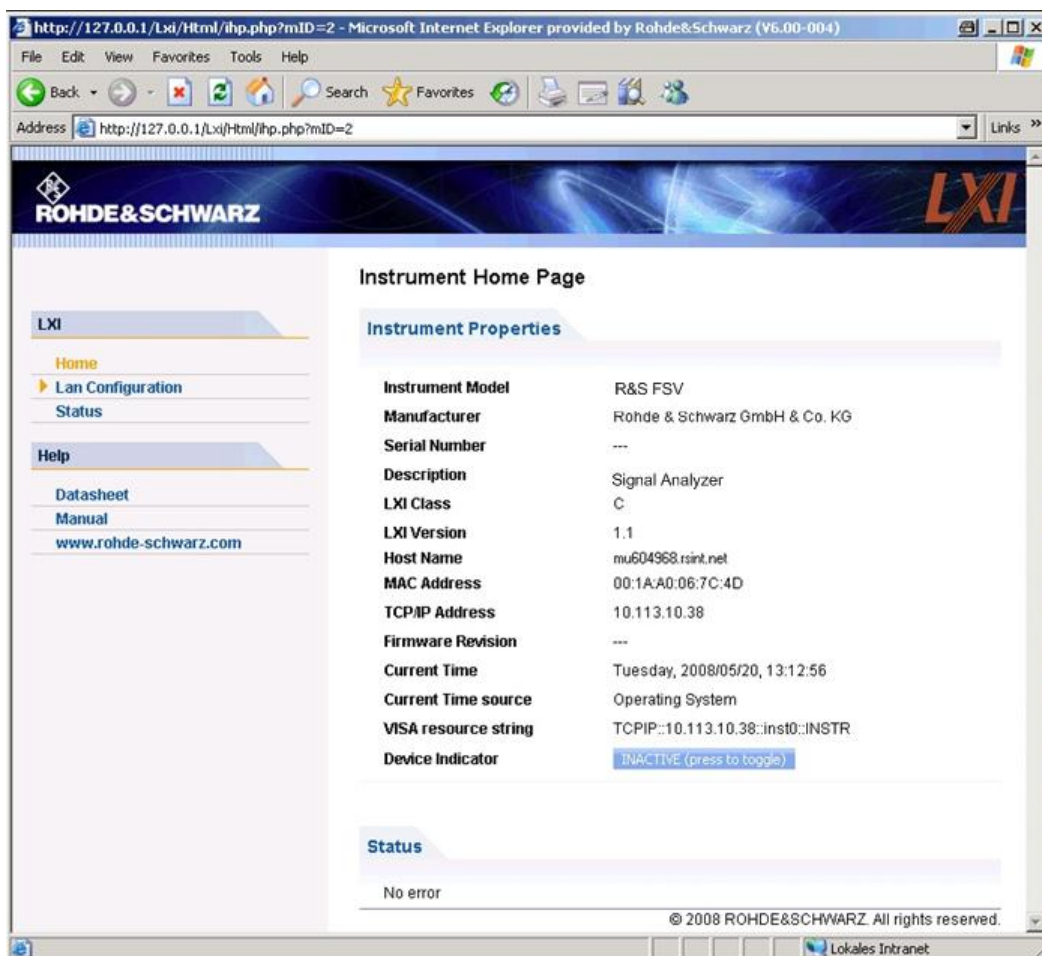 http://127.0.0.1/Lxi/Html/ihp.php?mID=2 - Microsoft Internet Explorer provided by Rohde&Schwarz (V6.00-004)
File Edit View Favorites Tools Help
Back Search Favorites
Address http://127.0.0.1/Lxi/Html/ihp.php?mID=2 Links »
R&S
ROHDE&SCHWARZ
LXI
Instrument Home Page
LXI
Home
Lan Configuration
Status
Help
Datasheet
Manual
www.rohde-schwarz.com
Instrument Properties
Instrument Model R&S FSV
Manufacturer Rohde & Schwarz GmbH & Co. KG
Serial Number ---
Description Signal Analyzer
LXI Class C
LXI Version 1.1
Host Name mu604968.rsint.net
MAC Address 00:1A:A0:06:7C:4D
TCP/IP Address 10.113.10.38
Firmware Revision ---
Current Time Tuesday, 2008/05/20, 13:12:56
Current Time source Operating System
VISA resource string TCPIP::10.113.10.38::inst0::INSTR
Device Indicator INACTIVE (press to toggle)
Status
No error
© 2008 ROHDE&SCHWARZ. All rights reserved.
Lokales Intranet